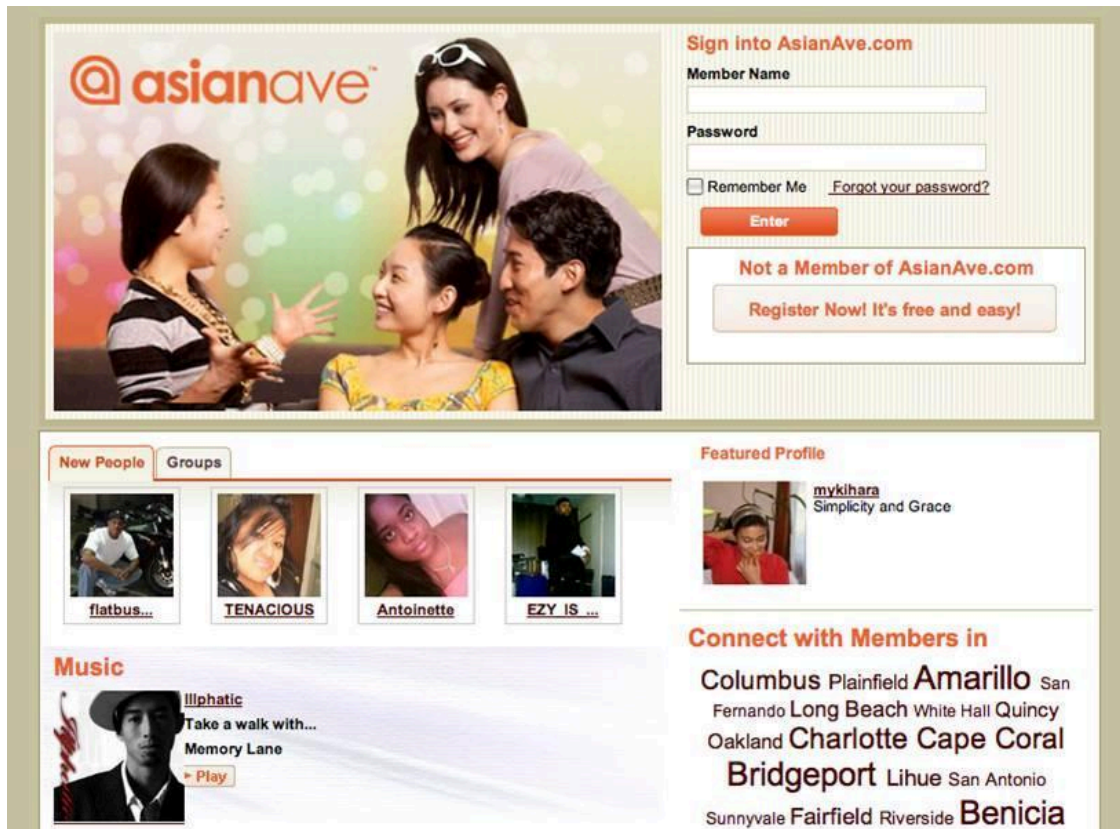 asianave™
Sign into AsianAve.com
Member Name
Password
Remember Me Forgot your password?
Enter
Not a Member of AsianAve.com
Register Now! It's free and easy!
New People Groups
flatbus...
TENACIOUS
Antoinette
EZY IS ...
Featured Profile
mykihara
Simplicity and Grace
Music
Illphatic
Take a walk with...
Memory Lane
Play
Connect with Members in
Columbus Plainfield Amarillo San
Fernando Long Beach White Hall Quincy
Oakland Charlotte Cape Coral
Bridgeport Lihue San Antonio
Sunnyvale Fairfield Riverside Benicia